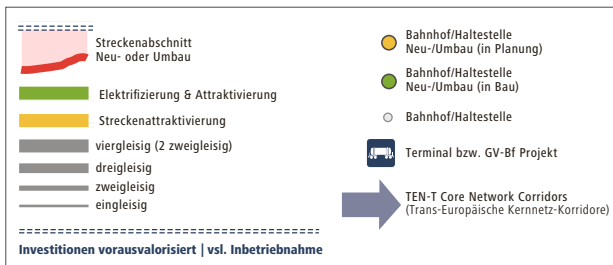 Streckenabschnitt
Neu- oder Umbau
Elektrifizierung & Attraktivierung
Streckenattraktivierung
viergleisig (2 zweigleisig)
dreigleisig
zweigleisig
eingleisig
Investitionen vorausvalorisiert | vsl. Inbetriebnahme
Bahnhof/Haltestelle
Neu-/Umbau (in Planung)
Bahnhof/Haltestelle
Neu-/Umbau (in Bau)
Bahnhof/Haltestelle
Terminal bzw. GV-Bf Projekt
TEN-T Core Network Corridors
(Trans-Europäische Kernnetz-Korridore)